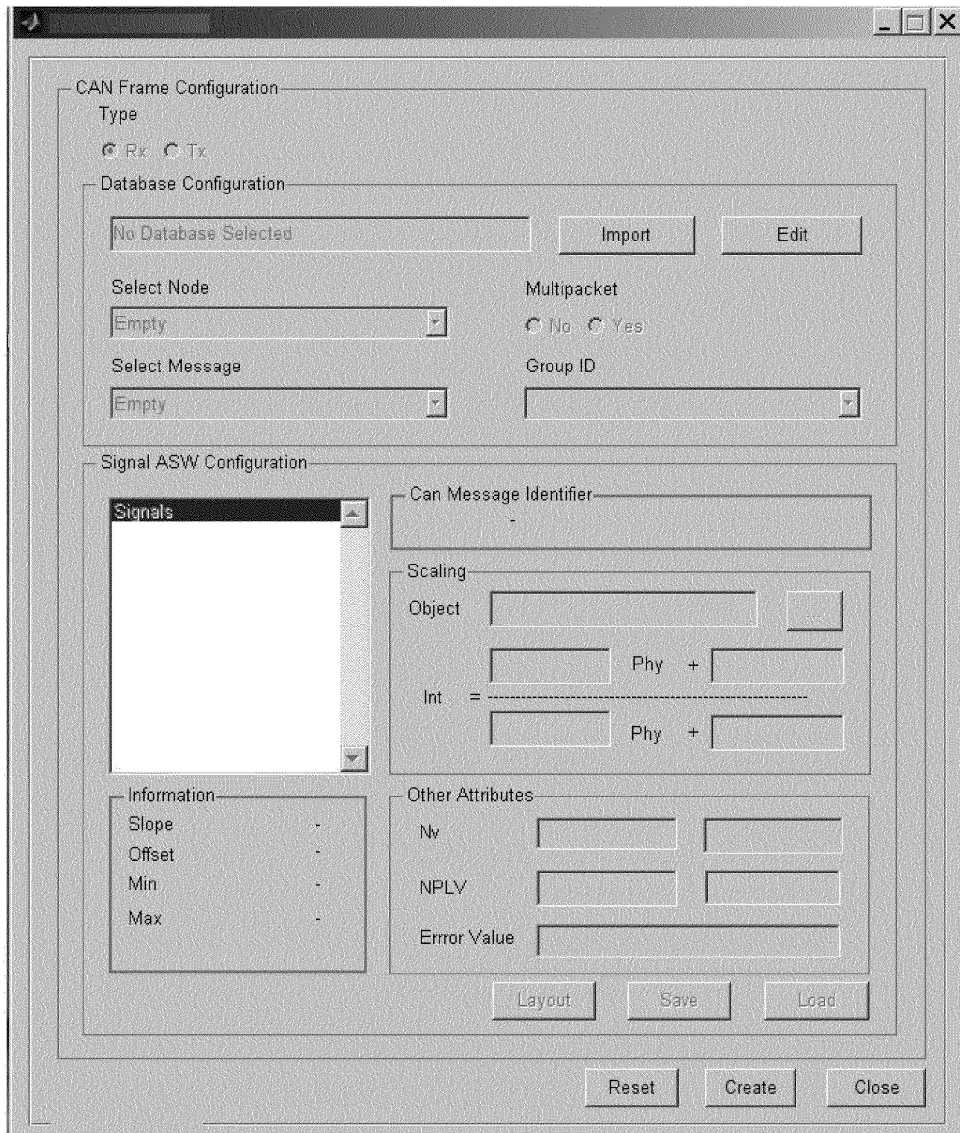 CAN Frame Configuration
Type
Rx Tx
Database Configuration
No Database Selected Import Edit
Select Node Multipacket
Empty No Yes
Select Message Group ID
Empty
Signal ASW Configuration
Signals
Can Message Identifier
-
Scaling
Object ...
Phy +
Int = --------------------------------
Phy +
Information
Slope -
Offset -
Min -
Max -
Other Attributes
Nv
NPLV
Errror Value
Layout Save Load
Reset Create Close